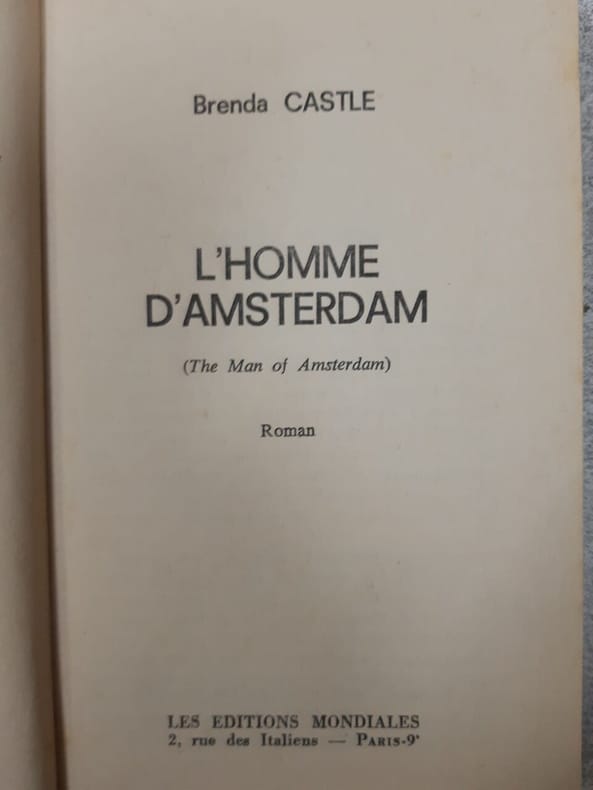 Brenda CASTLE
L'HOMME
D'AMSTERDAM
(The Man of Amsterdam)
Roman
LES EDITIONS MONDIALES
2, rue des Italiens — PARIS-9e